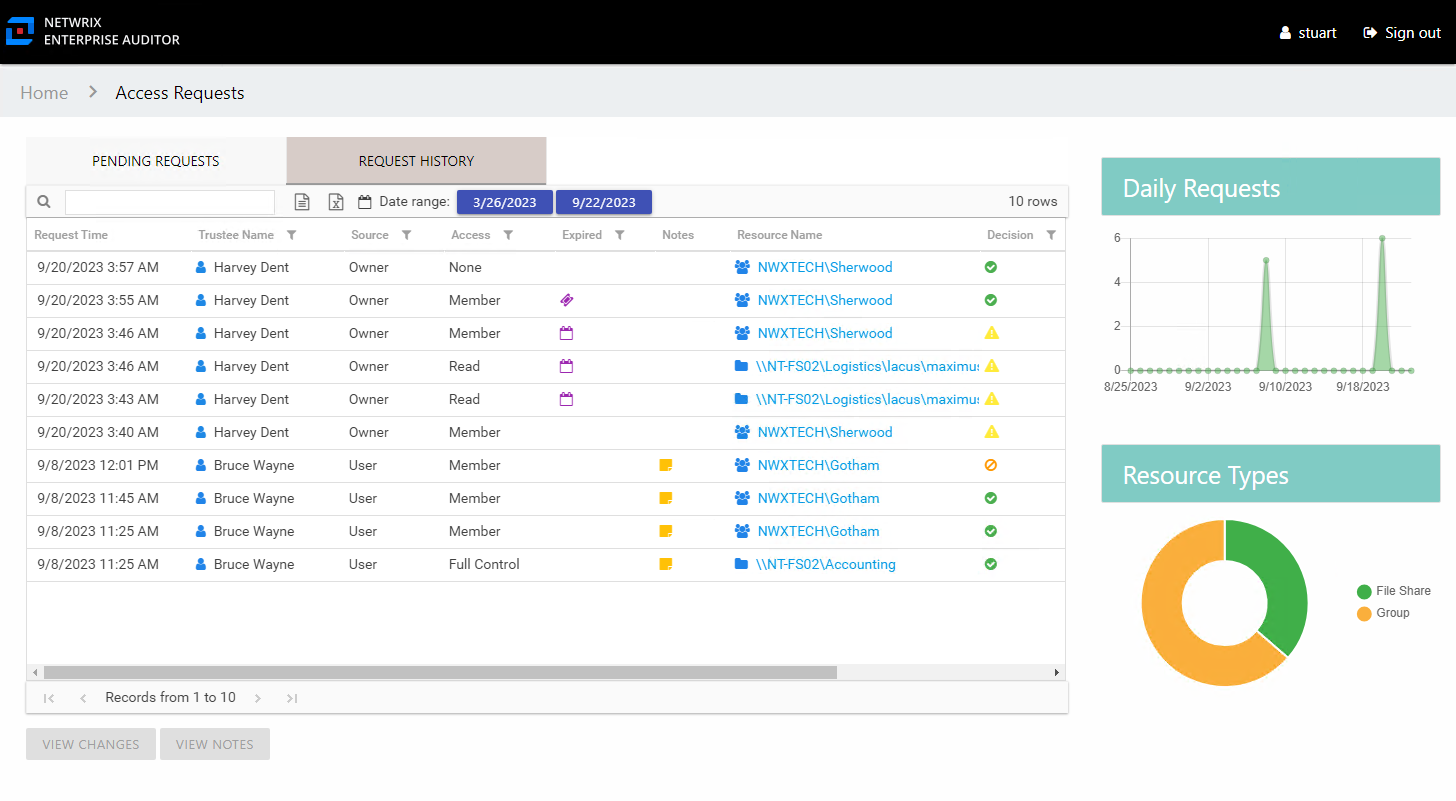 NETWRIX
ENTERPRISE AUDITOR
stuart Sign out
Home Access Requests
PENDING REQUESTS REQUEST HISTORY
Date range: 3/26/2023 9/22/2023 10 rows
Request Time Trustee Name Source Access Expired Notes Resource Name Decision
9/20/2023 3:57 AM Harvey Dent Owner None NWXTECH\Sherwood
9/20/2023 3:55 AM Harvey Dent Owner Member NWXTECH\Sherwood
9/20/2023 3:46 AM Harvey Dent Owner Member NWXTECH\Sherwood
9/20/2023 3:46 AM Harvey Dent Owner Read \\NT-FS02\Logistics\lacus\maximus
9/20/2023 3:43 AM Harvey Dent Owner Read \\NT-FS02\Logistics\lacus\maximus
9/20/2023 3:40 AM Harvey Dent Owner Member NWXTECH\Sherwood
9/8/2023 12:01 PM Bruce Wayne User Member NWXTECH\Gotham
9/8/2023 11:45 AM Bruce Wayne User Member NWXTECH\Gotham
9/8/2023 11:25 AM Bruce Wayne User Member NWXTECH\Gotham
9/8/2023 11:25 AM Bruce Wayne User Full Control \\NT-FS02\Accounting
Records from 1 to 10
VIEW CHANGES VIEW NOTES
Daily Requests
6
4
2
0
8/25/2023 9/2/2023 9/10/2023 9/18/2023
Resource Types
File Share
Group